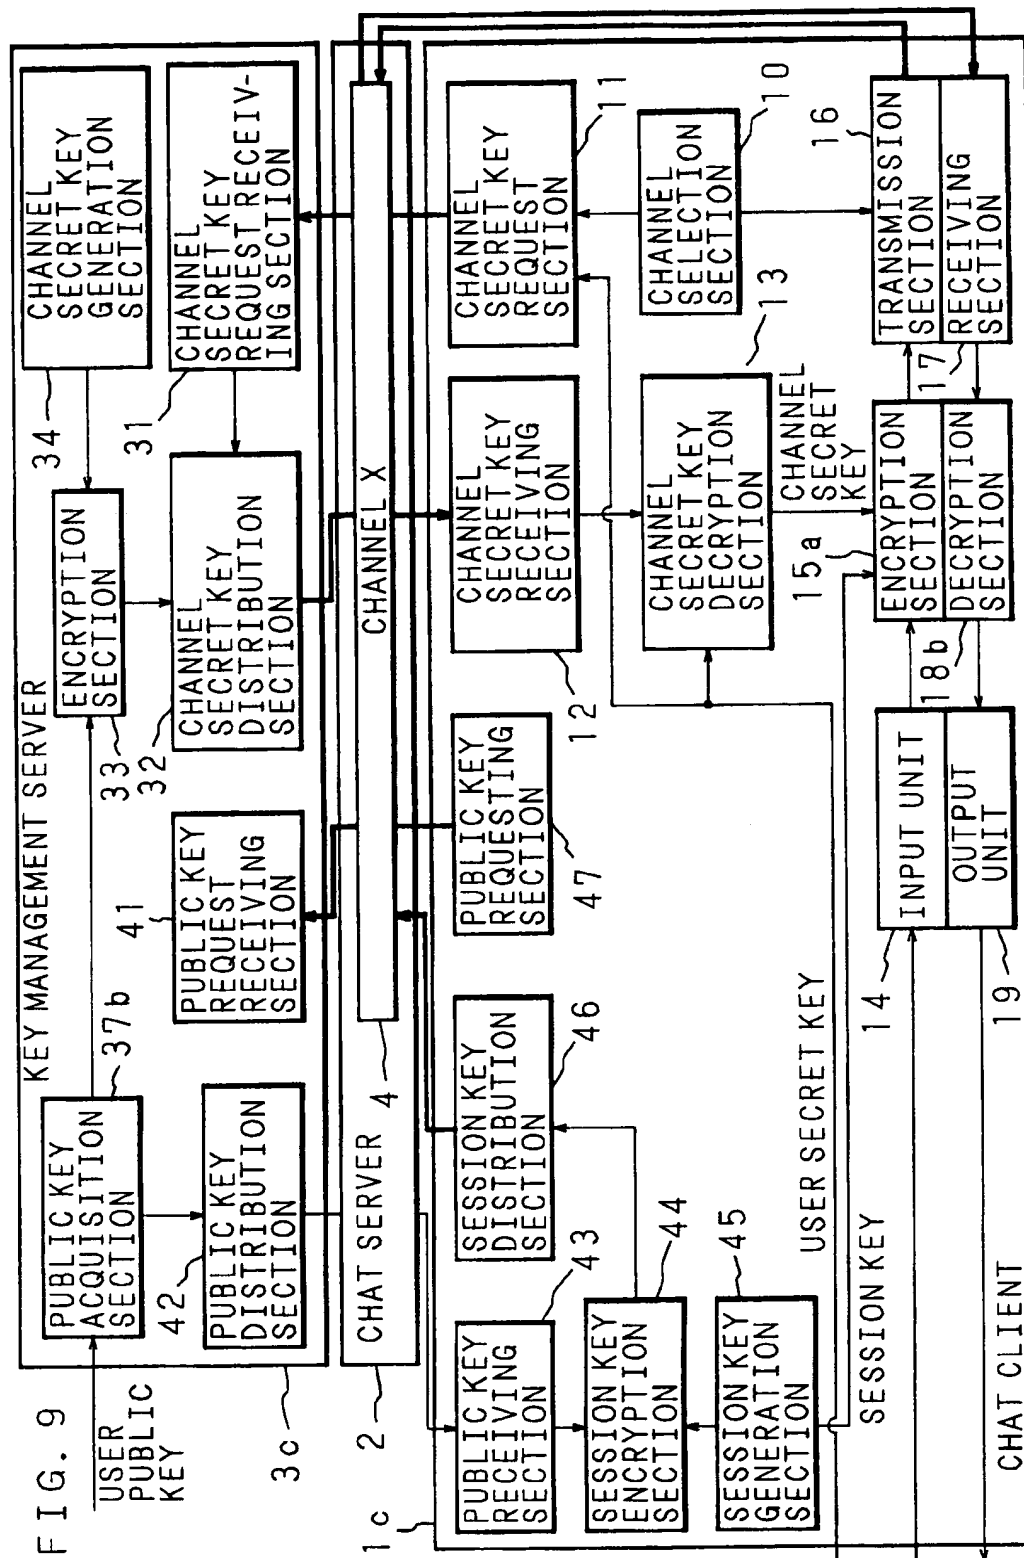 FIG. 9
USER
PUBLIC
KEY
3c
KEY MANAGEMENT SERVER
PUBLIC KEY
ACQUISITION
SECTION
37b
42
PUBLIC KEY
DISTRIBUTION
SECTION
41
PUBLIC KEY
REQUEST
RECEIVING
SECTION
ENCRYPTION
SECTION
33
34
CHANNEL
SECRET KEY
GENERATION
SECTION
32
CHANNEL
SECRET KEY
DISTRIBUTION
SECTION
31
CHANNEL
SECRET KEY
REQUEST RECEIV-
ING SECTION
2
CHAT SERVER
4
CHANNEL X
1c
PUBLIC KEY
RECEIVING
SECTION
43
SESSION KEY
ENCRYPTION
SECTION
44
SESSION KEY
GENERATION
SECTION
45
SESSION KEY
DISTRIBUTION
SECTION
46
PUBLIC KEY
REQUESTING
SECTION
47
CHANNEL
SECRET KEY
RECEIVING
SECTION
12
CHANNEL
SECRET KEY
REQUEST
SECTION
11
CHANNEL
SECRET KEY
DECRYPTION
SECTION
13
CHANNEL
SELECTION
SECTION
10
USER SECRET KEY
SESSION KEY
CHANNEL
SECRET
KEY
14
INPUT UNIT
OUTPUT
UNIT
19
15a
ENCRYPTION
SECTION
18b
DECRYPTION
SECTION
16
TRANSMISSION
SECTION
17
RECEIVING
SECTION
CHAT CLIENT